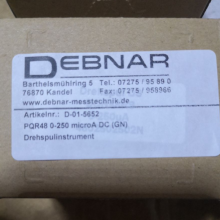 DEBNAR
Barthelsmühlring 5 Tel.: 07275 / 95 89 0
76870 Kandel Fax: 07275 / 958966
www.debnar-messtechnik.de
Artikelnr.: D-01-5652
PQR48 0-250 microA DC (GN)
Drehspulinstrument